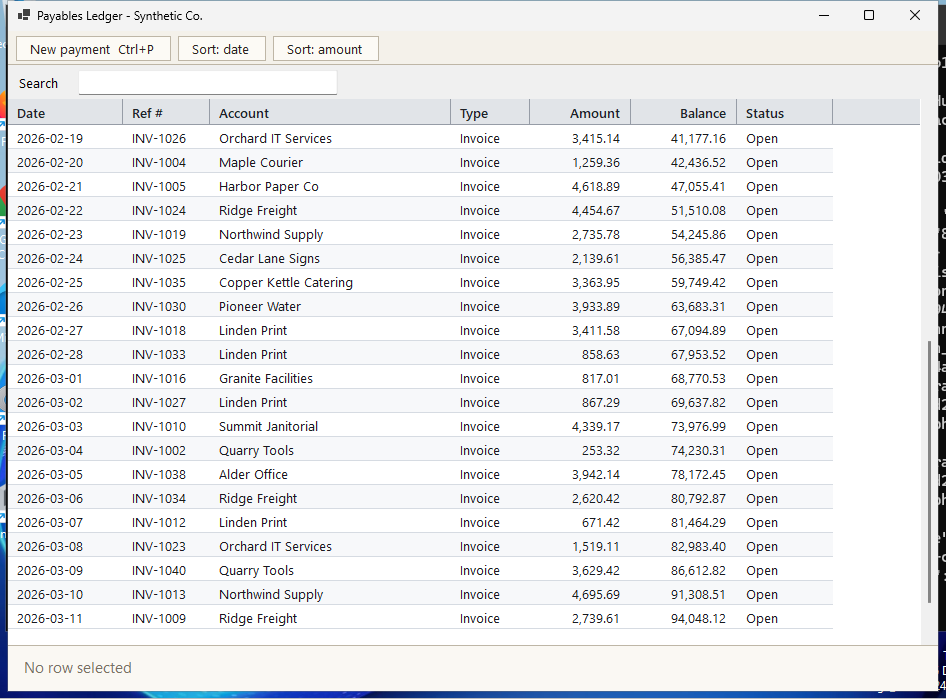 Payables Ledger - Synthetic Co.
New payment Ctrl+P Sort: date Sort: amount
Search
Date Ref # Account Type Amount Balance Status
2026-02-19 INV-1026 Orchard IT Services Invoice 3,415.14 41,177.16 Open
2026-02-20 INV-1004 Maple Courier Invoice 1,259.36 42,436.52 Open
2026-02-21 INV-1005 Harbor Paper Co Invoice 4,618.89 47,055.41 Open
2026-02-22 INV-1024 Ridge Freight Invoice 4,454.67 51,510.08 Open
2026-02-23 INV-1019 Northwind Supply Invoice 2,735.78 54,245.86 Open
2026-02-24 INV-1025 Cedar Lane Signs Invoice 2,139.61 56,385.47 Open
2026-02-25 INV-1035 Copper Kettle Catering Invoice 3,363.95 59,749.42 Open
2026-02-26 INV-1030 Pioneer Water Invoice 3,933.89 63,683.31 Open
2026-02-27 INV-1018 Linden Print Invoice 3,411.58 67,094.89 Open
2026-02-28 INV-1033 Linden Print Invoice 858.63 67,953.52 Open
2026-03-01 INV-1016 Granite Facilities Invoice 817.01 68,770.53 Open
2026-03-02 INV-1027 Linden Print Invoice 867.29 69,637.82 Open
2026-03-03 INV-1010 Summit Janitorial Invoice 4,339.17 73,976.99 Open
2026-03-04 INV-1002 Quarry Tools Invoice 253.32 74,230.31 Open
2026-03-05 INV-1038 Alder Office Invoice 3,942.14 78,172.45 Open
2026-03-06 INV-1034 Ridge Freight Invoice 2,620.42 80,792.87 Open
2026-03-07 INV-1012 Linden Print Invoice 671.42 81,464.29 Open
2026-03-08 INV-1023 Orchard IT Services Invoice 1,519.11 82,983.40 Open
2026-03-09 INV-1040 Quarry Tools Invoice 3,629.42 86,612.82 Open
2026-03-10 INV-1013 Northwind Supply Invoice 4,695.69 91,308.51 Open
2026-03-11 INV-1009 Ridge Freight Invoice 2,739.61 94,048.12 Open
No row selected